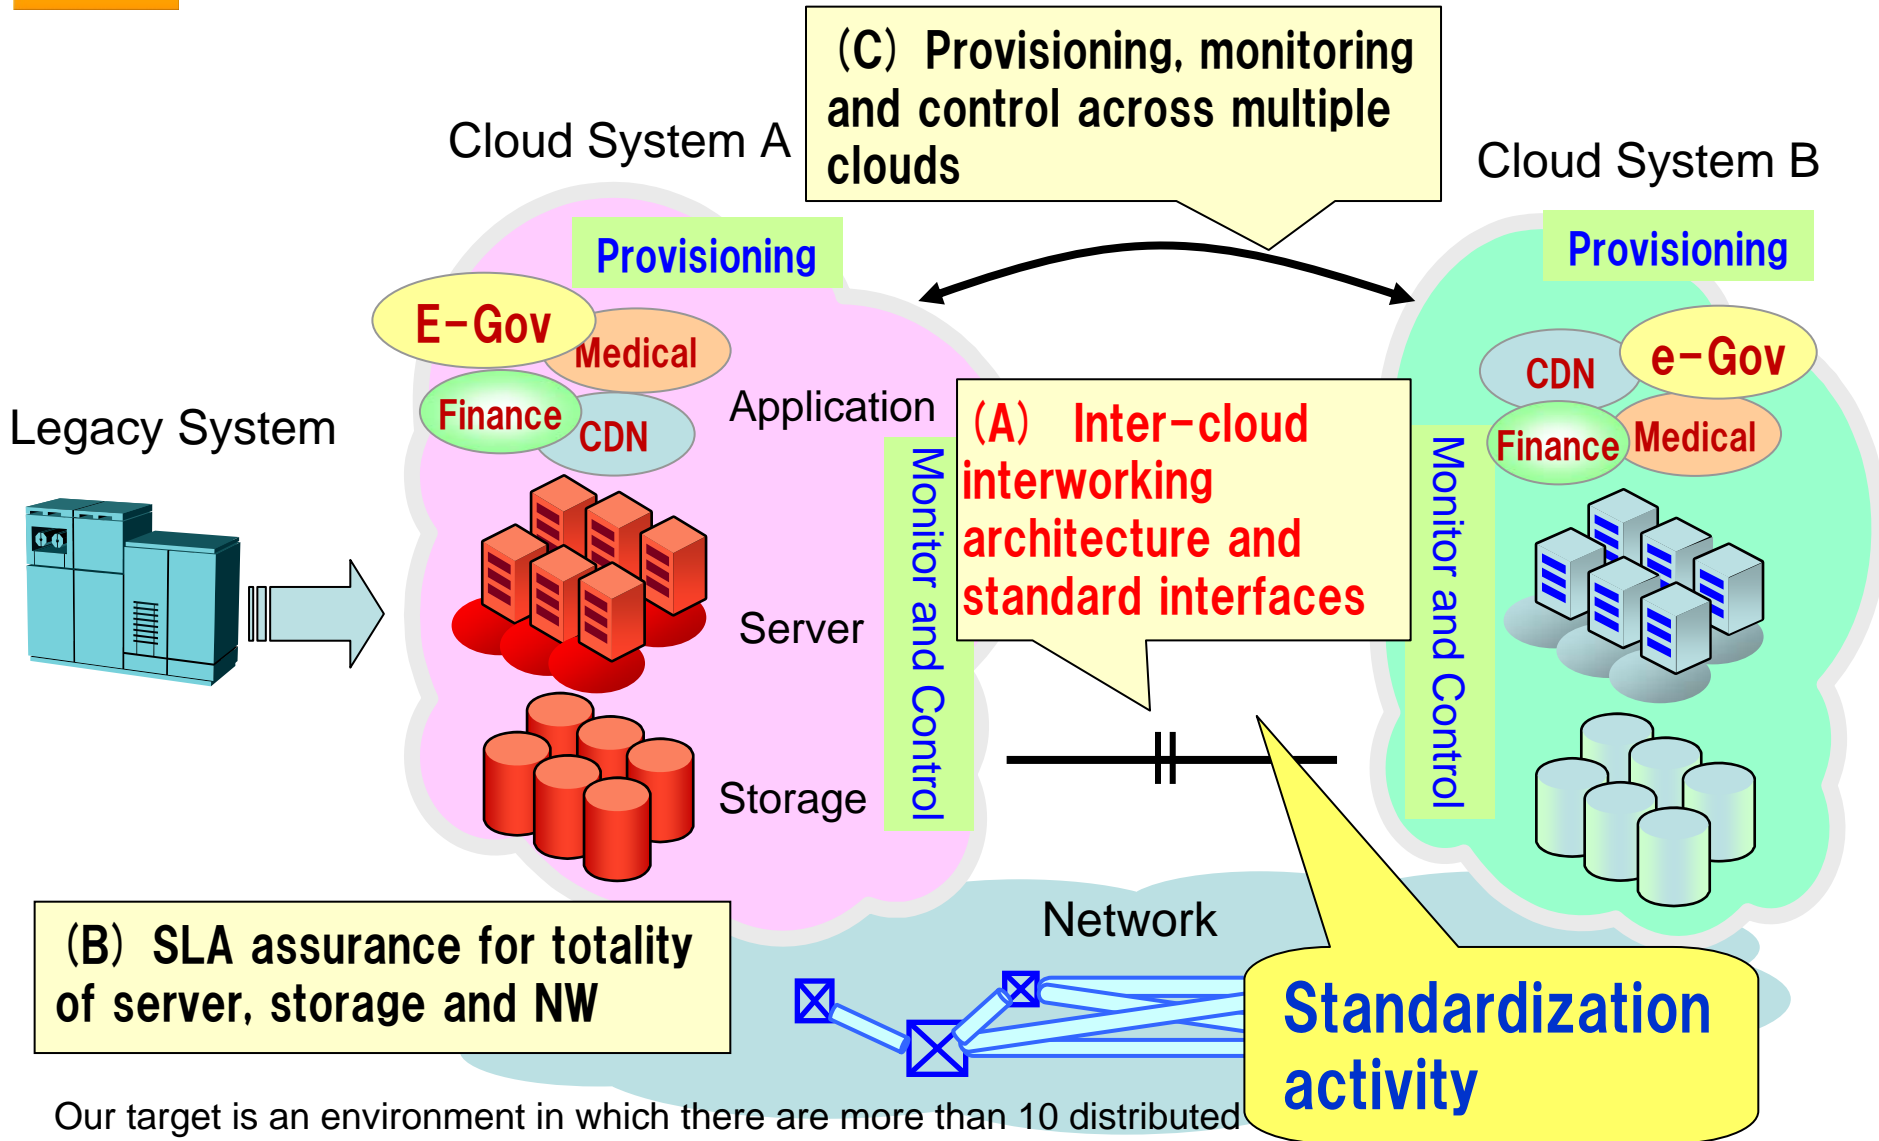 (C) Provisioning, monitoring
and control across multiple
clouds
Cloud System A
Cloud System B
Provisioning
Provisioning
E-Gov
Medical
Finance
CDN
Application
CDN
e-Gov
Finance
Medical
Legacy System
(A) Inter-cloud
interworking
architecture and
standard interfaces
Monitor and Control
Monitor and Control
Server
Storage
Network
(B) SLA assurance for totality
of server, storage and NW
Standardization
activity
Our target is an environment in which there are more than 10 distributed